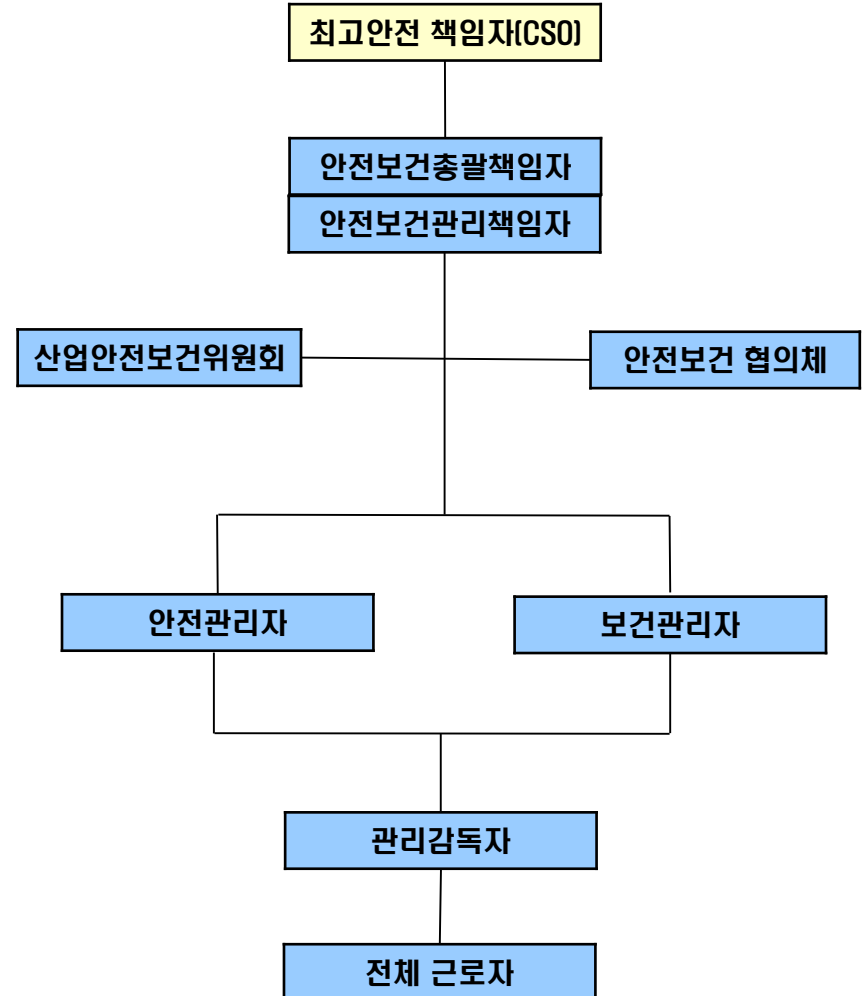 최고안전 책임자(CSO)
안전보건총괄책임자
안전보건관리책임자
산업안전보건위원회
안전보건 협의체
안전관리자
보건관리자
관리감독자
전체 근로자